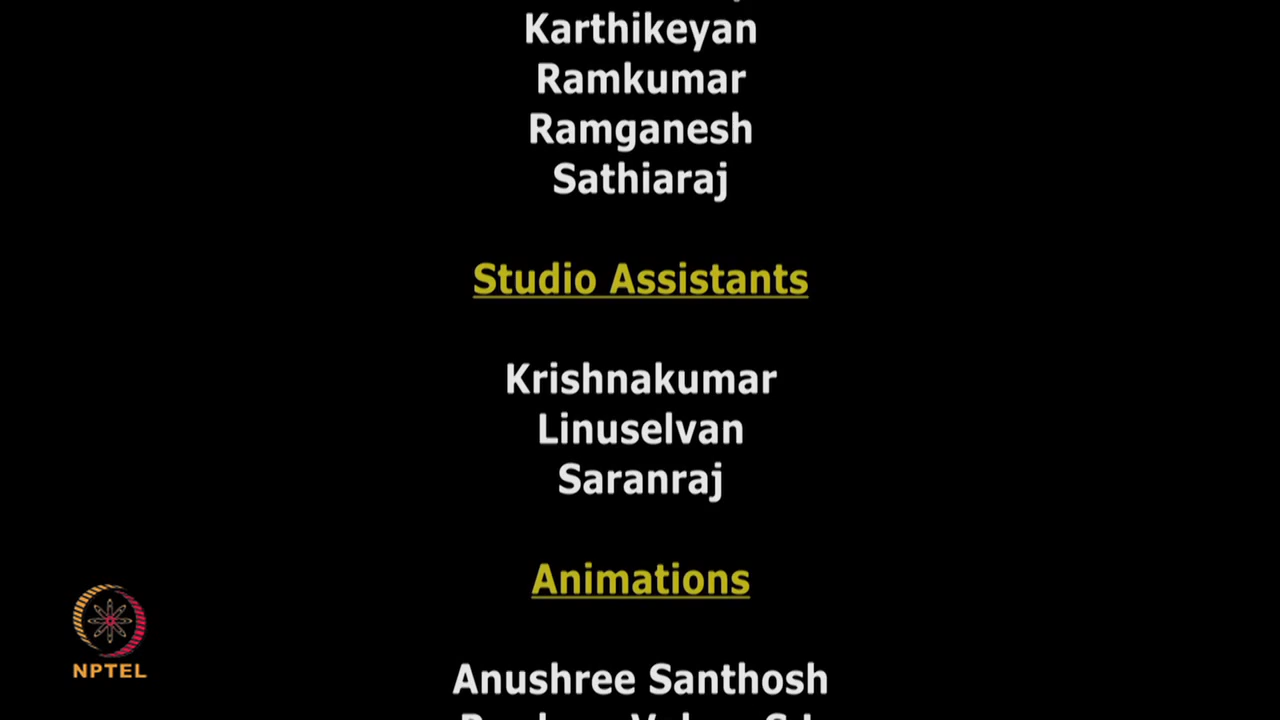 Karthikeyan
Ramkumar
Ramganesh
Sathiaraj
Studio Assistants
Krishnakumar
Linuselvan
Saranraj
Animations
NPTEL
Anushree Santhosh